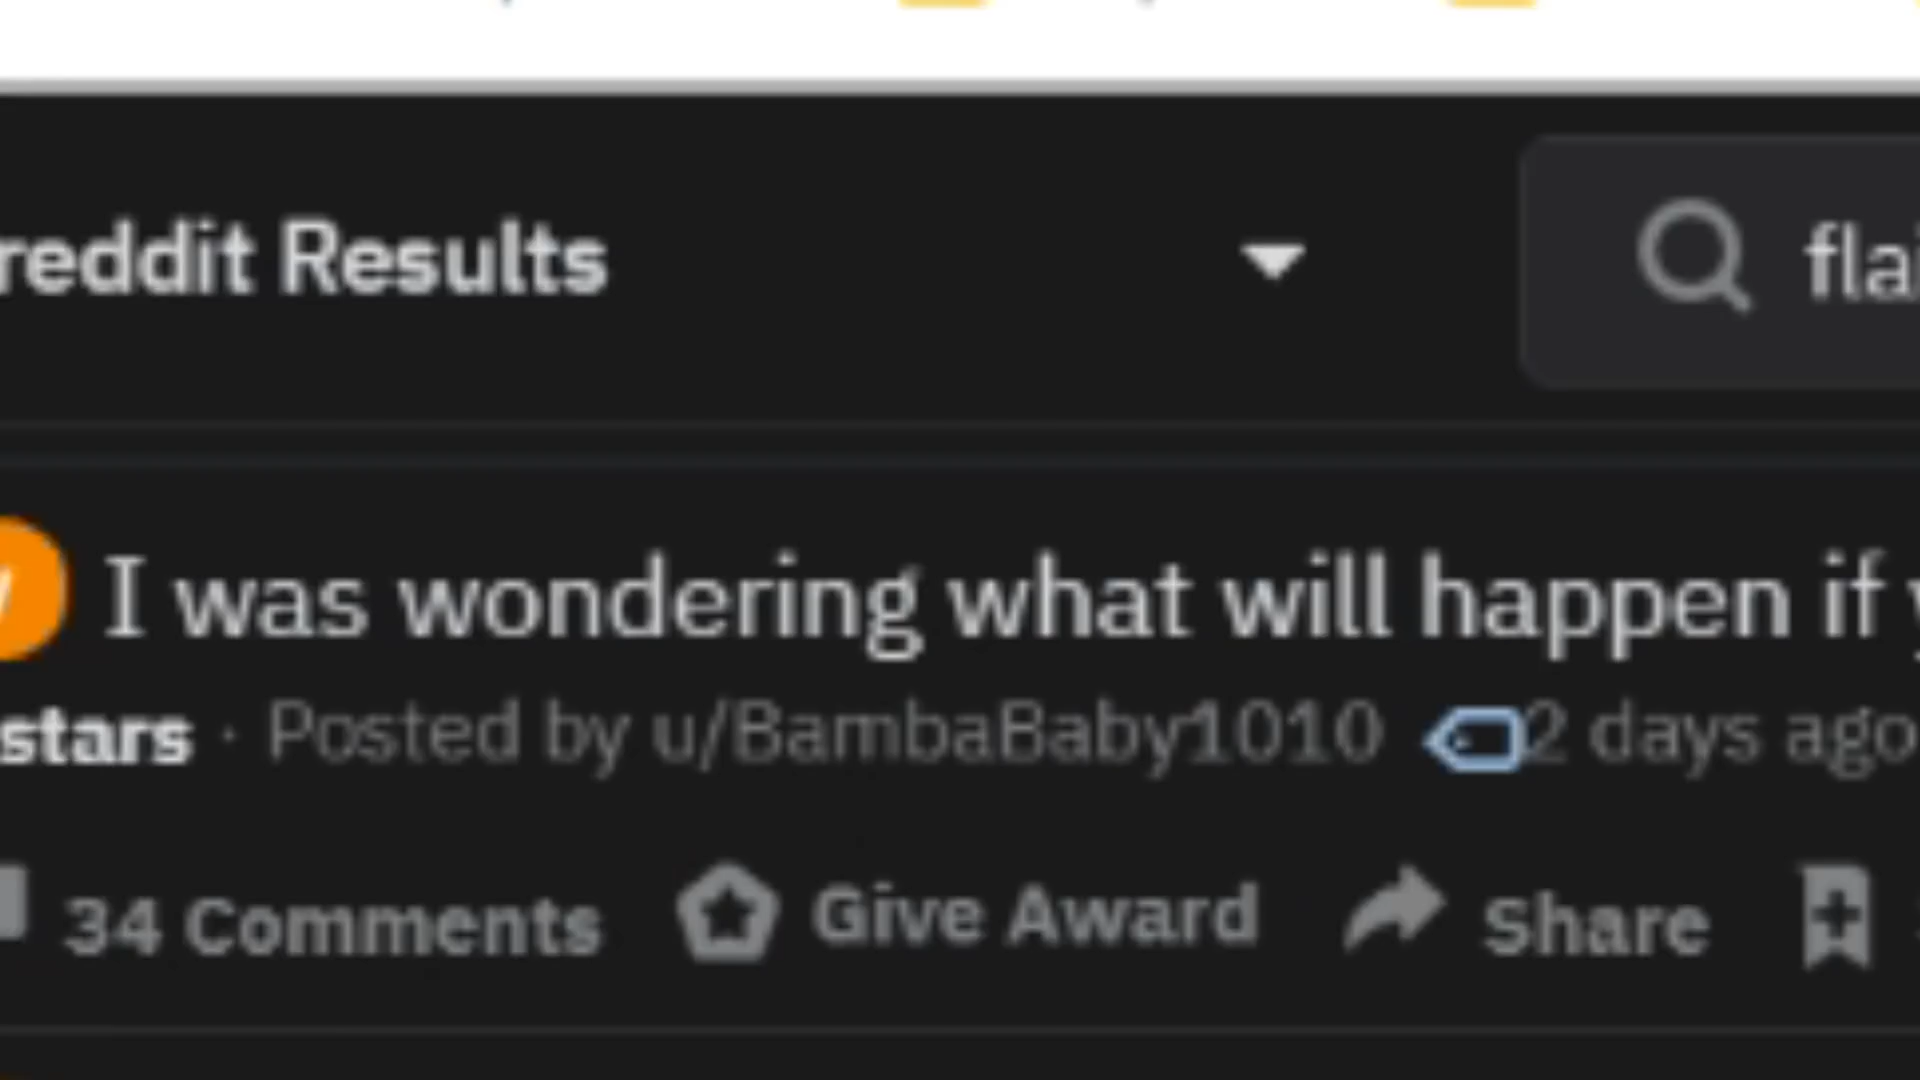 reddit Results
flai
I was wondering what will happen if
stars · Posted by u/BambaBaby1010 2 days ago
34 Comments Give Award Share